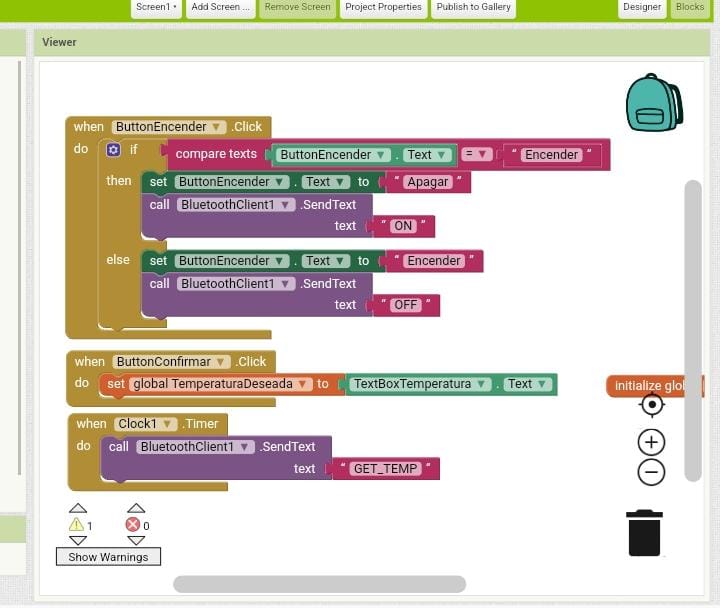 Screen1 Add Screen ... Remove Screen Project Properties Publish to Gallery Designer Blocks
Viewer
when ButtonEncender .Click
do if compare texts ButtonEncender . Text = " Encender "
then set ButtonEncender . Text to " Apagar "
call BluetoothClient1 .SendText
text " ON "
else set ButtonEncender . Text to " Encender "
call BluetoothClient1 .SendText
text " OFF "
when ButtonConfirmar .Click
do set global TemperaturaDeseada to TextBoxTemperatura . Text
initialize glo
when Clock1 .Timer
do call BluetoothClient1 .SendText
text " GET_TEMP "
1 0
Show Warnings